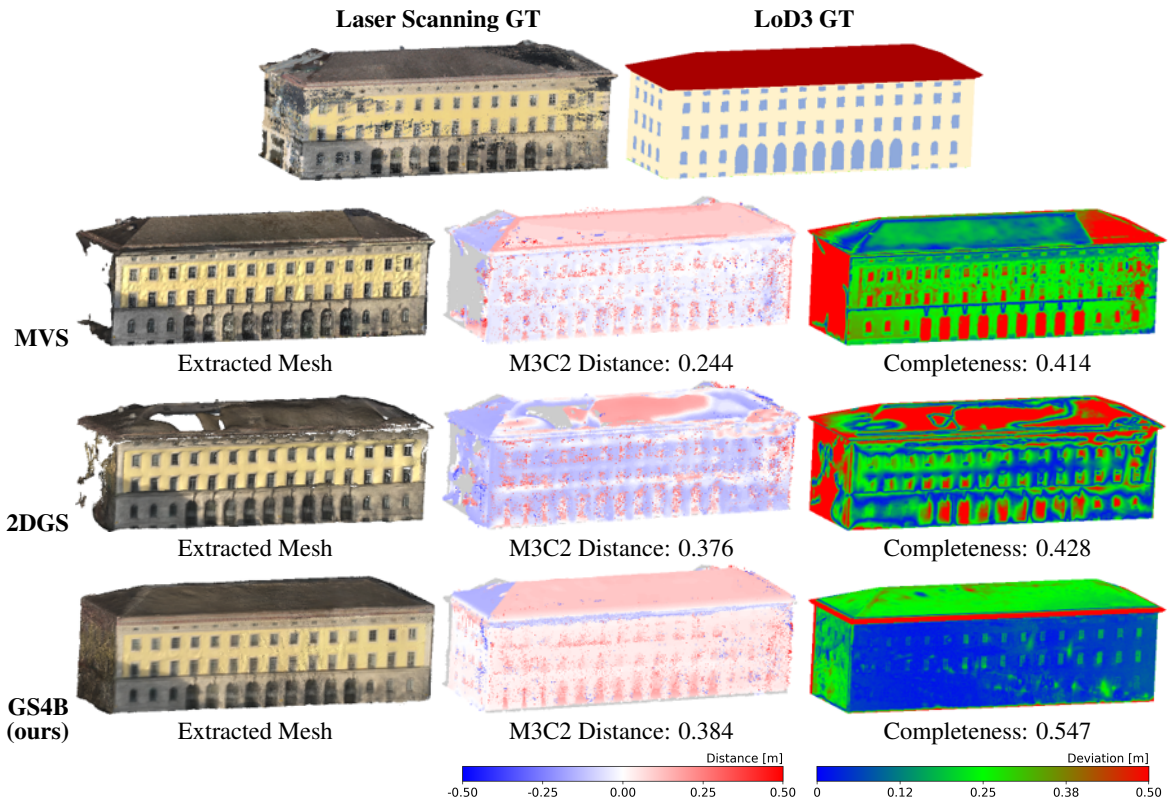 Laser Scanning GT
LoD3 GT
MVS
Extracted Mesh
M3C2 Distance: 0.244
Completeness: 0.414
2DGS
Extracted Mesh
M3C2 Distance: 0.376
Completeness: 0.428
GS4B
(ours)
Extracted Mesh
M3C2 Distance: 0.384
Completeness: 0.547
Distance [m]
-0.50 -0.25 0.00 0.25 0.50
Deviation [m]
0 0.12 0.25 0.38 0.50